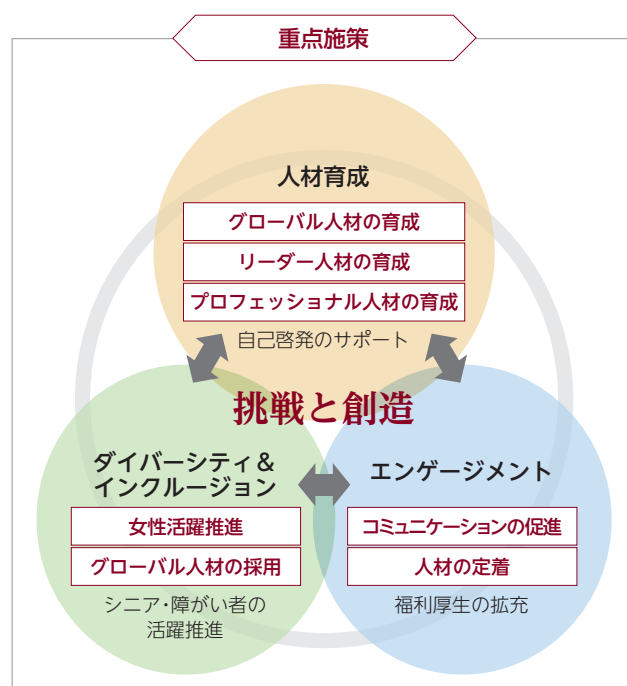 重点施策
人材育成
グローバル人材の育成
リーダー人材の育成
プロフェッショナル人材の育成
自己啓発のサポート
挑戦と創造
ダイバーシティ&
インクルージョン
女性活躍推進
グローバル人材の採用
シニア・障がい者の
活躍推進
エンゲージメント
コミュニケーションの促進
人材の定着
福利厚生の拡充